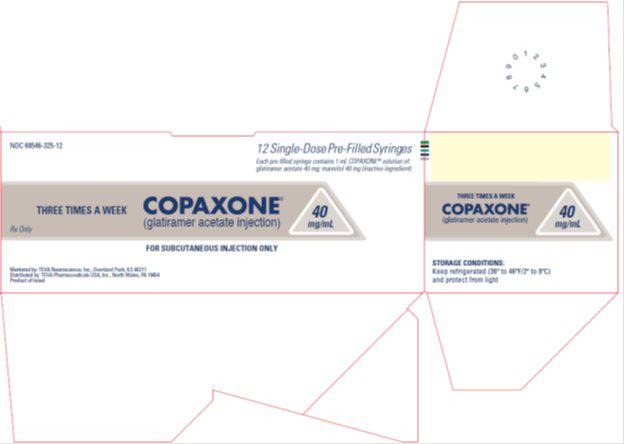 0 1 2 3 4 5 6 7 8 9
NDC 68546-325-12
12 Single-Dose Pre-Filled Syringes
Each pre-filled syringe contains 1 mL COPAXONE® solution of
glatiramer acetate 40 mg; mannitol 40 mg (inactive ingredient)
THREE TIMES A WEEK
COPAXONE®
(glatiramer acetate injection)
40
mg/mL
Rx Only
FOR SUBCUTANEOUS INJECTION ONLY
Marketed by: TEVA Neuroscience, Inc., Overland Park, KS 66211
Distributed by: TEVA Pharmaceuticals USA, Inc., North Wales, PA 19454
Product of Israel
THREE TIMES A WEEK
COPAXONE®
(glatiramer acetate injection)
40
mg/mL
STORAGE CONDITIONS:
Keep refrigerated (36° to 46°F/2° to 8°C)
and protect from light